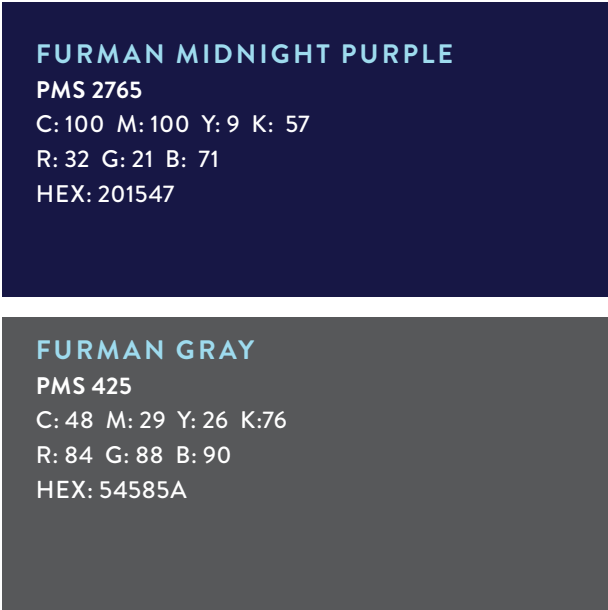 FURMAN MIDNIGHT PURPLE
PMS 2765
C: 100 M: 100 Y: 9 K: 57
R: 32 G: 21 B: 71
HEX: 201547
FURMAN GRAY
PMS 425
C: 48 M: 29 Y: 26 K:76
R: 84 G: 88 B: 90
HEX: 54585A